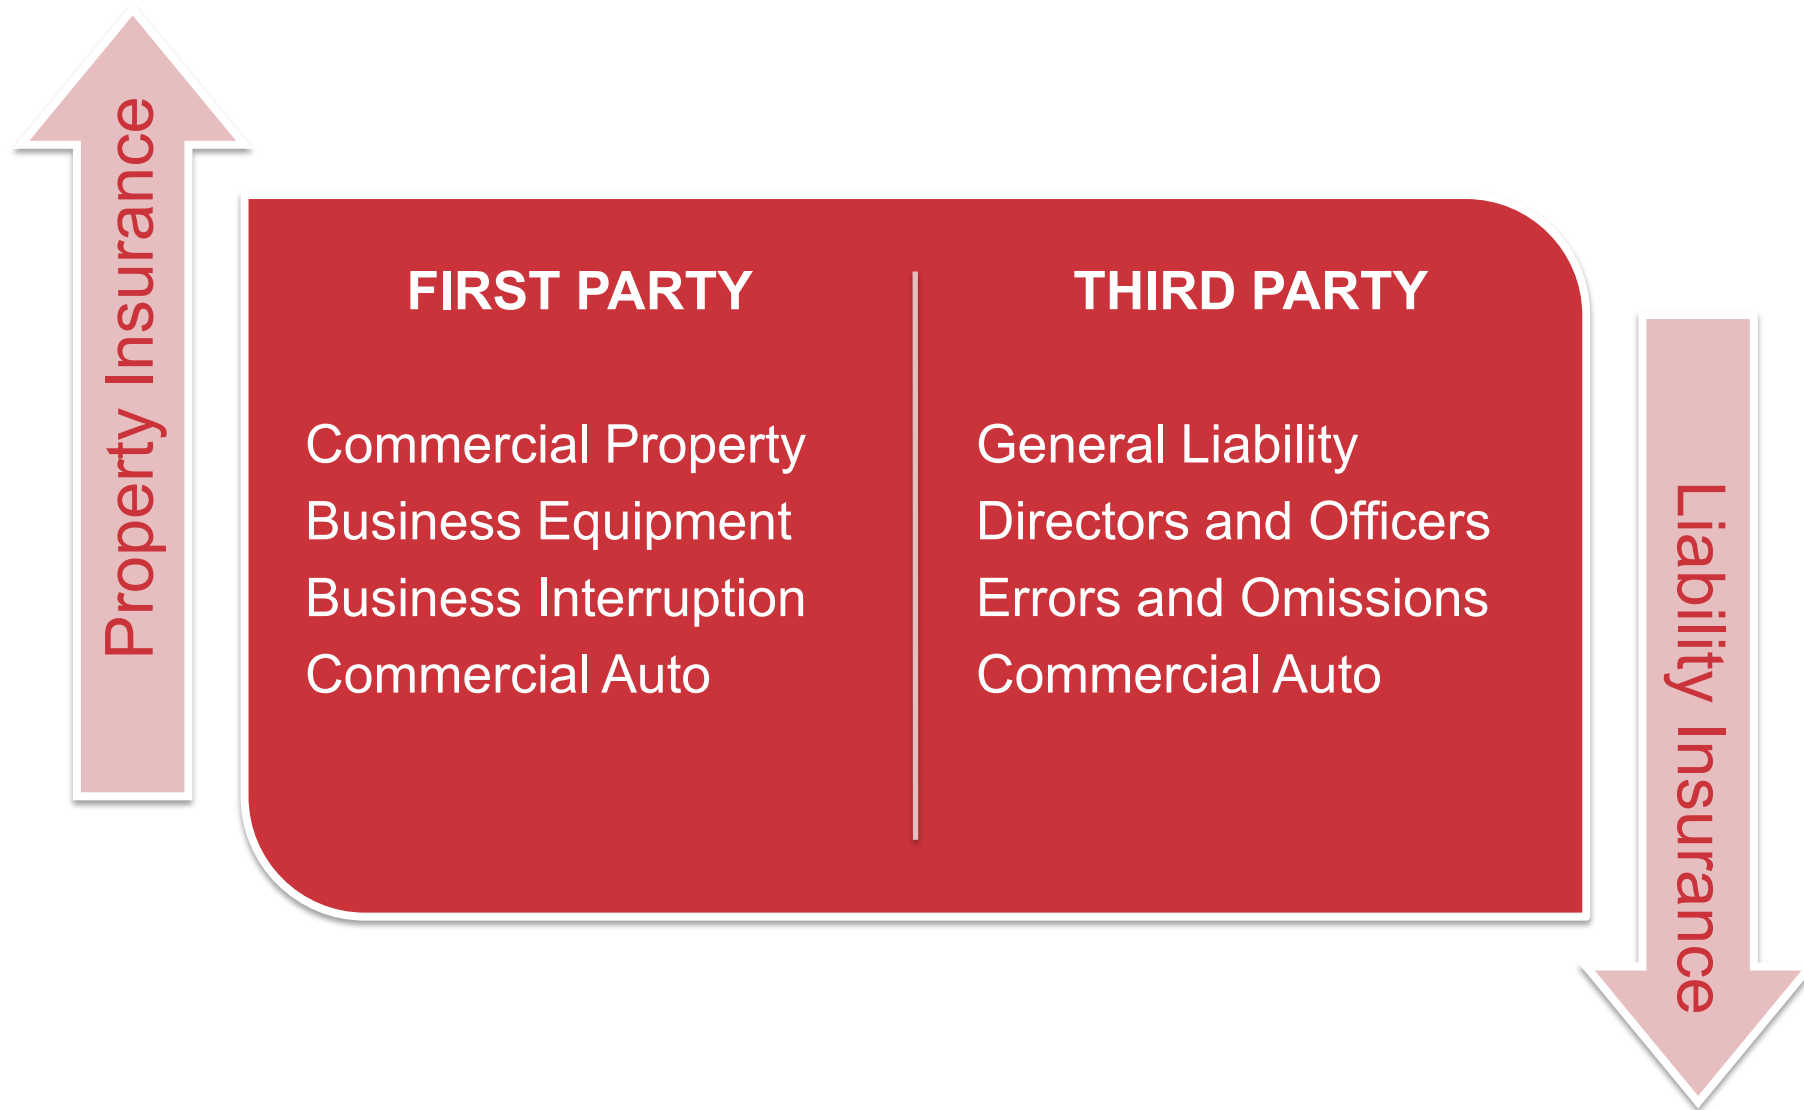 Property Insurance
FIRST PARTY
Commercial Property
Business Equipment
Business Interruption
Commercial Auto
THIRD PARTY
General Liability
Directors and Officers
Errors and Omissions
Commercial Auto
Liability Insurance